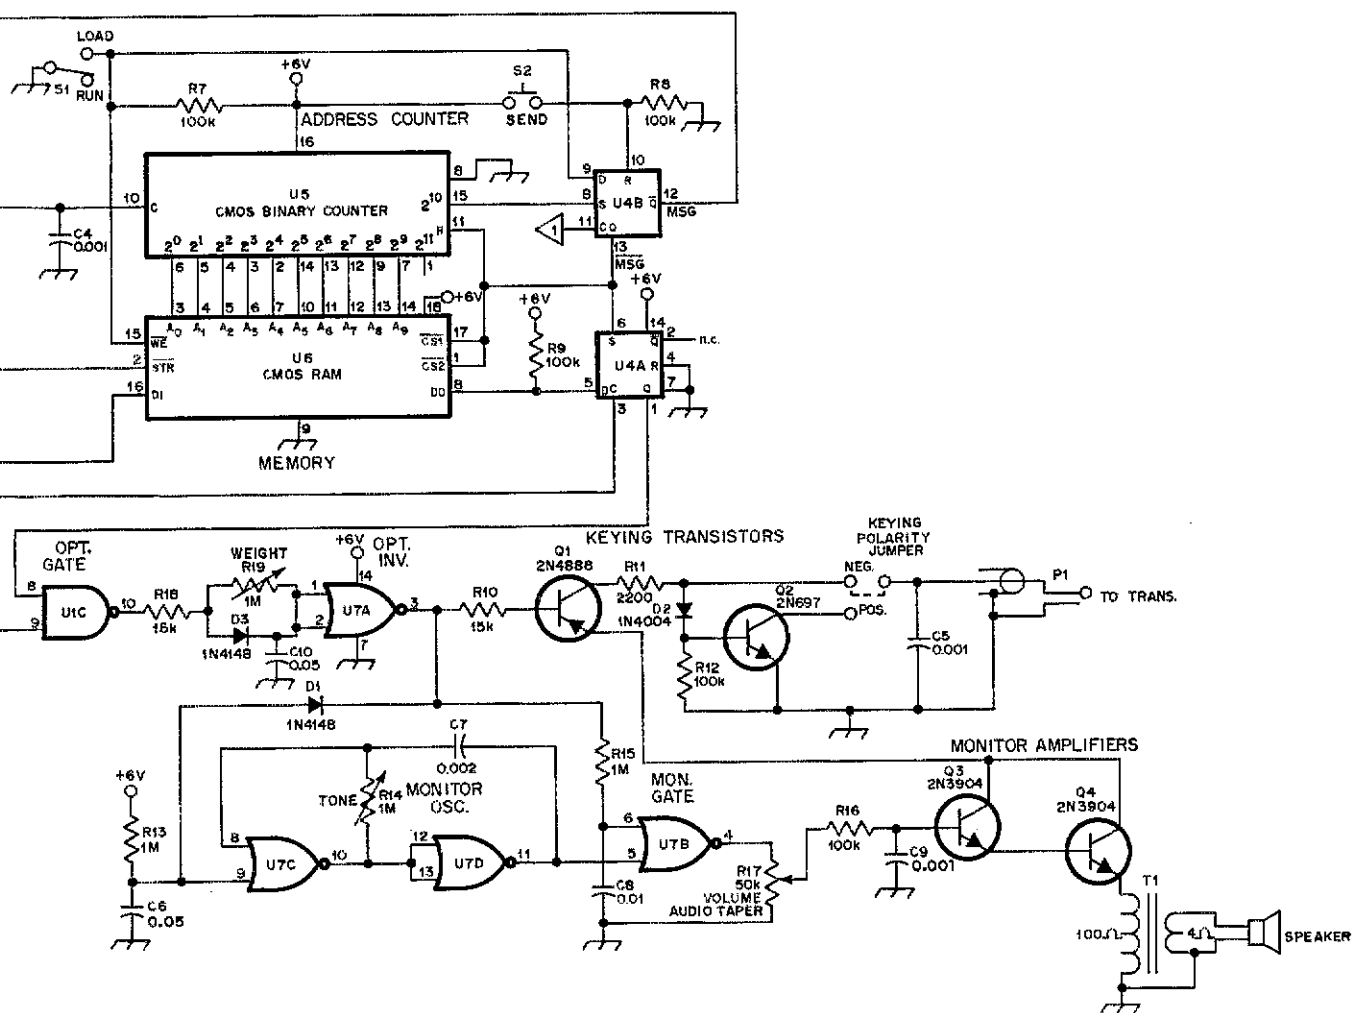 LOAD
S1
RUN
R7
100k
+6V
ADDRESS COUNTER
16
S2
SEND
R8
100k
10
C
U5
CMOS BINARY COUNTER
8
15
2^10
11
R
2^0 2^1 2^2 2^3 2^4 2^5 2^6 2^7 2^8 2^9 2^11
6 5 4 3 2 14 13 12 9 7 1
C4
0.001
9 D
10
R
8 S
U4B
Q̅ 12
MSG
1
11 C Q
13
M̅S̅G̅
3 4 5 6 7 10 11 12 13 14 18
+6V
A0 A1 A2 A3 A4 A5 A6 A7 A8 A9
15 W̅E̅
2 S̅T̅R̅
16 DI
U6
CMOS RAM
C̅S̅1̅ 17
C̅S̅2̅ 1
DO 8
9
MEMORY
+6V
R9
100k
+6V
6
S
14
Q̅ 2
n.c.
U4A
R 4
5 D C
Q 7
3 1
OPT.
GATE
8
9
U1C
10
R18
15k
WEIGHT
R19
1M
D3
1N4148
C10
0.05
+6V
OPT.
INV.
14
1
2
U7A
3
7
R10
15k
KEYING TRANSISTORS
Q1
2N4888
R11
2200
D2
1N4004
R12
100k
Q2
2N697
KEYING
POLARITY
JUMPER
NEG.
POS.
C5
0.001
P1
TO TRANS.
D1
1N4148
C7
0.002
TONE
R14
1M
MONITOR
OSC.
+6V
R13
1M
C6
0.05
8
9
U7C
10
12
13
U7D
11
R15
1M
C8
0.01
MON.
GATE
6
5
U7B
4
R17
50k
VOLUME
AUDIO TAPER
R16
100k
C9
0.001
MONITOR AMPLIFIERS
Q3
2N3904
Q4
2N3904
T1
100Ω
4Ω
SPEAKER